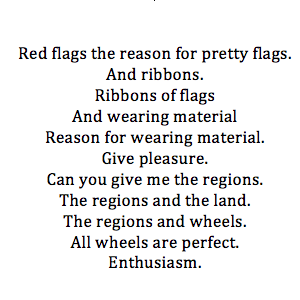 Red flags the reason for pretty flags.
And ribbons.
Ribbons of flags
And wearing material
Reason for wearing material.
Give pleasure.
Can you give me the regions.
The regions and the land.
The regions and wheels.
All wheels are perfect.
Enthusiasm.